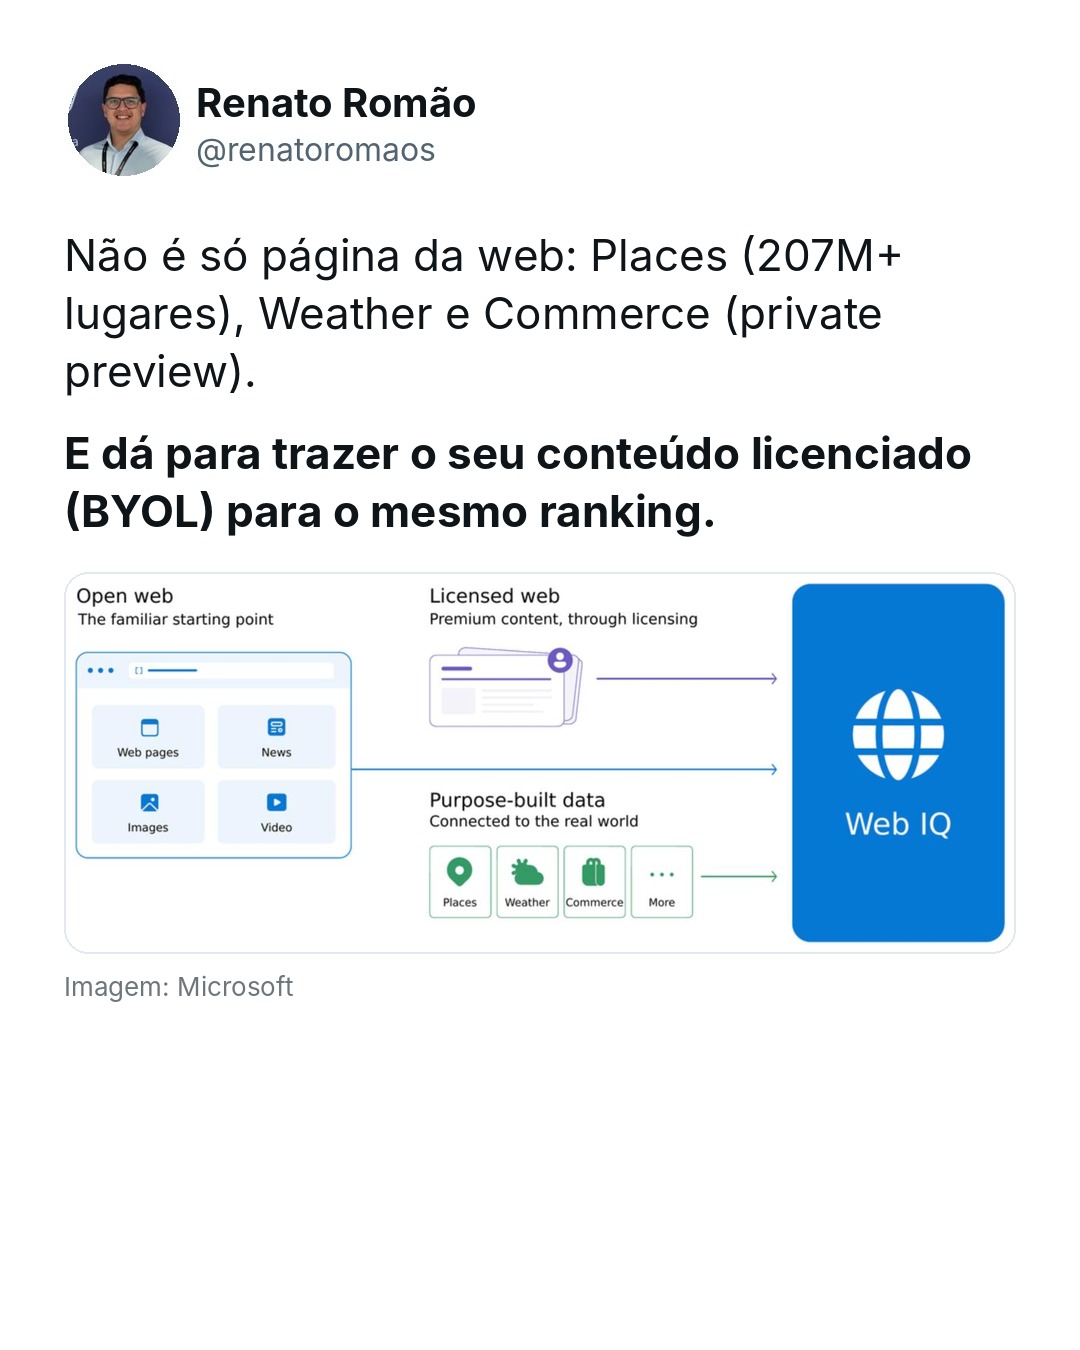 Renato Romão
@renatoromaos
Não é só página da web: Places (207M+
lugares), Weather e Commerce (private
preview).
E dá para trazer o seu conteúdo licenciado
(BYOL) para o mesmo ranking.
Open web
The familiar starting point
Web pages
News
Images
Video
Licensed web
Premium content, through licensing
Purpose-built data
Connected to the real world
Places
Weather
Commerce
More
Web IQ
Imagem: Microsoft